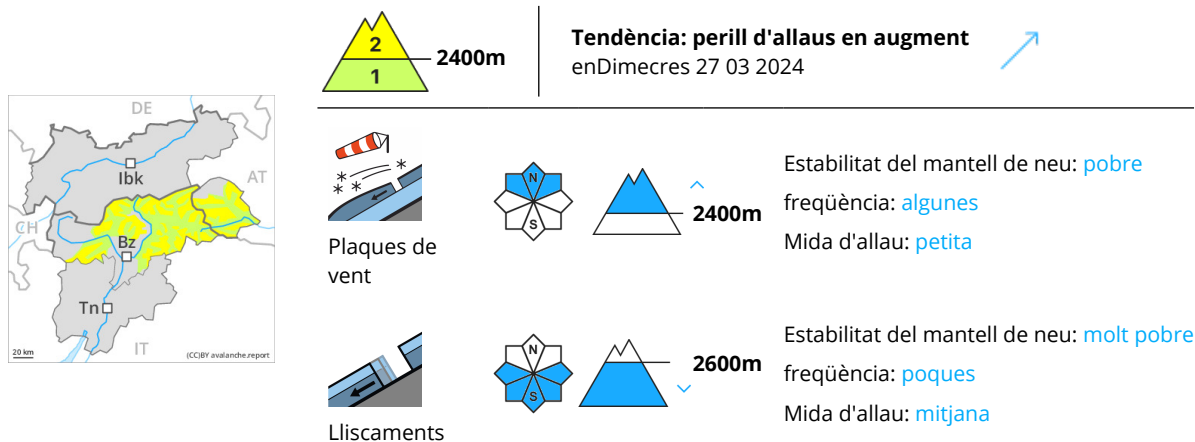 2
1
2400m
Tendència: perill d'allaus en augment
enDimecres 27 03 2024
DE
Ibk
AT
CH
Bz
Tn
IT
20 km
(CC)BY avalanche.report
Plaques de
vent
N
S
2400m
Estabilitat del mantell de neu: pobre
freqüència: algunes
Mida d'allau: petita
Lliscaments
N
S
2600m
Estabilitat del mantell de neu: molt pobre
freqüència: poques
Mida d'allau: mitjana